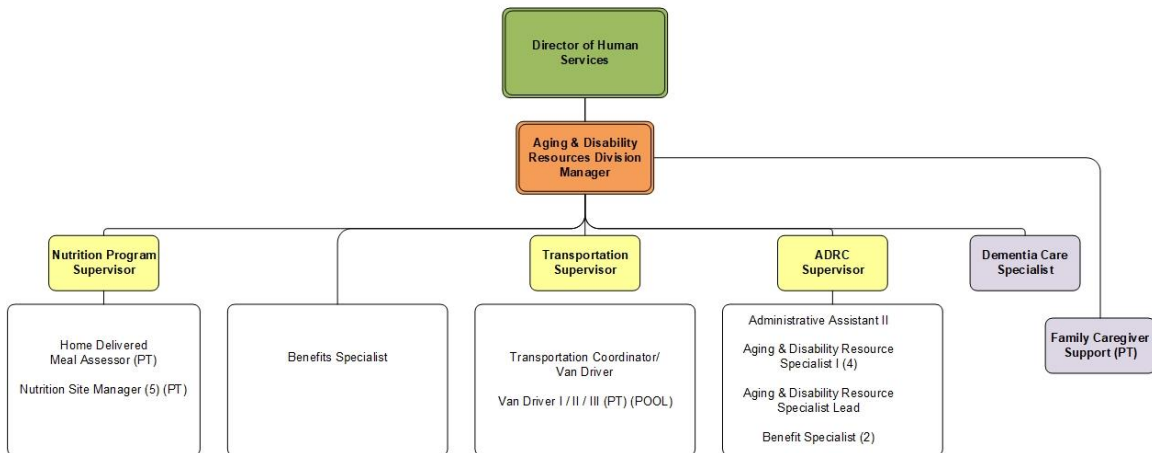 Director of Human
Services
Aging & Disability
Resources Division
Manager
Nutrition Program
Supervisor
Transportation
Supervisor
ADRC
Supervisor
Dementia Care
Specialist
Home Delivered
Meal Assessor (PT)
Nutrition Site Manager (5) (PT)
Benefits Specialist
Transportation Coordinator/
Van Driver
Van Driver I / II / III (PT) (POOL)
Administrative Assistant II
Aging & Disability Resource
Specialist I (4)
Aging & Disability Resource
Specialist Lead
Benefit Specialist (2)
Family Caregiver
Support (PT)